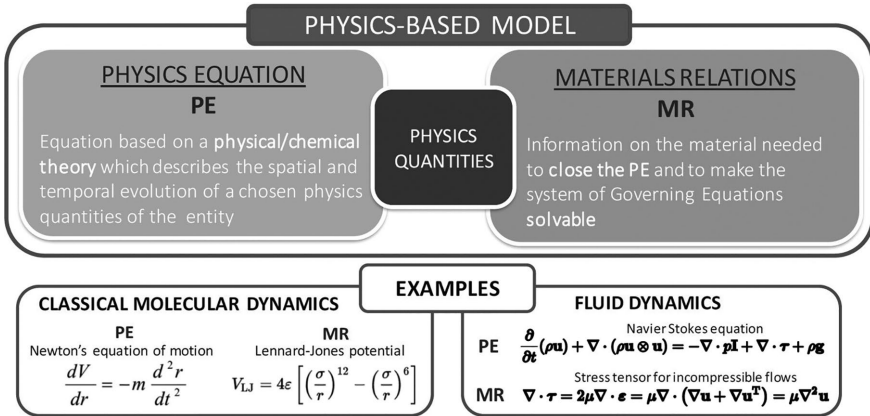 PHYSICS-BASED MODEL
PHYSICS EQUATION
PE
Equation based on a physical/chemical
theory which describes the spatial and
temporal evolution of a chosen physics
quantities of the entity
PHYSICS
QUANTITIES
MATERIALS RELATIONS
MR
Information on the material needed
to close the PE and to make the
system of Governing Equations
solvable
EXAMPLES
CLASSICAL MOLECULAR DYNAMICS
PE
Newton's equation of motion
dV/dr = −m d²r/dt²
MR
Lennard-Jones potential
V_LJ = 4ε [(σ/r)¹² − (σ/r)⁶]
FLUID DYNAMICS
Navier Stokes equation
PE ∂/∂t(ρu) + ∇ · (ρu ⊗ u) = −∇ · pI + ∇ · τ + ρg
Stress tensor for incompressible flows
MR ∇ · τ = 2μ∇ · ε = μ∇ · (∇u + ∇uᵀ) = μ∇²u